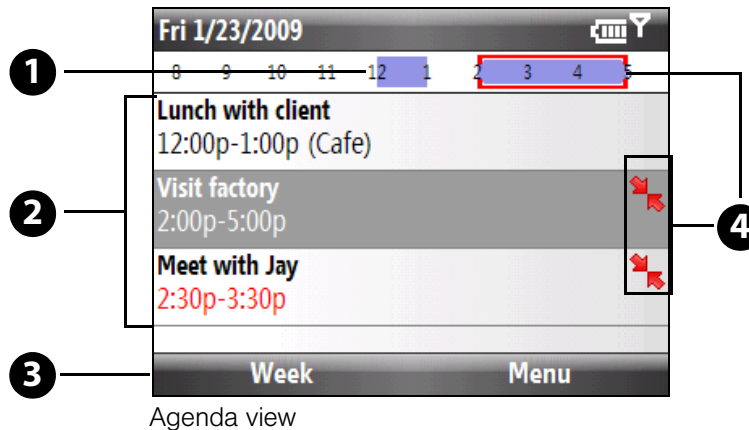 Fri 1/23/2009
1
8 9 10 11 12 1 2 3 4 5
Lunch with client
12:00p-1:00p (Cafe)
2
Visit factory
2:00p-5:00p
4
Meet with Jay
2:30p-3:30p
3
Week Menu
Agenda view